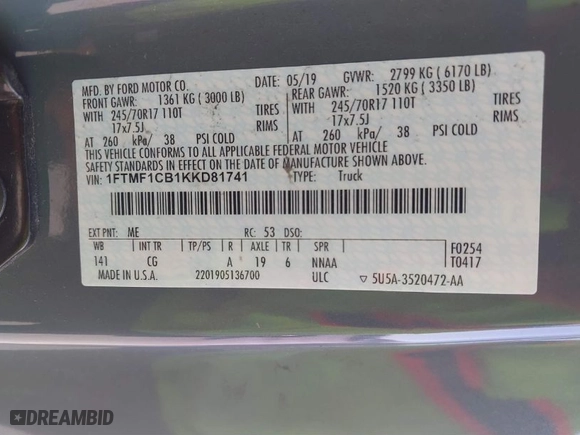 MFD. BY FORD MOTOR CO.
DATE: 05/19 GVWR: 2799 KG (6170 LB)
FRONT GAWR: 1361 KG (3000 LB) REAR GAWR: 1520 KG (3350 LB)
245/70R17 110T TIRES 245/70R17 110T TIRES
17x7.5J RIMS 17x7.5J RIMS
AT 260 kPa/ 38 PSI COLD AT 260 kPa/ 38 PSI COLD
THIS VEHICLE CONFORMS TO ALL APPLICABLE FEDERAL MOTOR VEHICLE
SAFETY STANDARDS IN EFFECT ON THE DATE OF MANUFACTURE SHOWN ABOVE.
VIN: 1FTMF1CB1KKD81741 TYPE: Truck
EXT PNT: ME RC: 53 DSO:
WB INT TR TP/PS R AXLE TR SPR F0254
141 CG A 19 6 NNAA T0417
MADE IN U.S.A. 2201905136700 ULC 5U5A-3520472-AA
DREAMBID